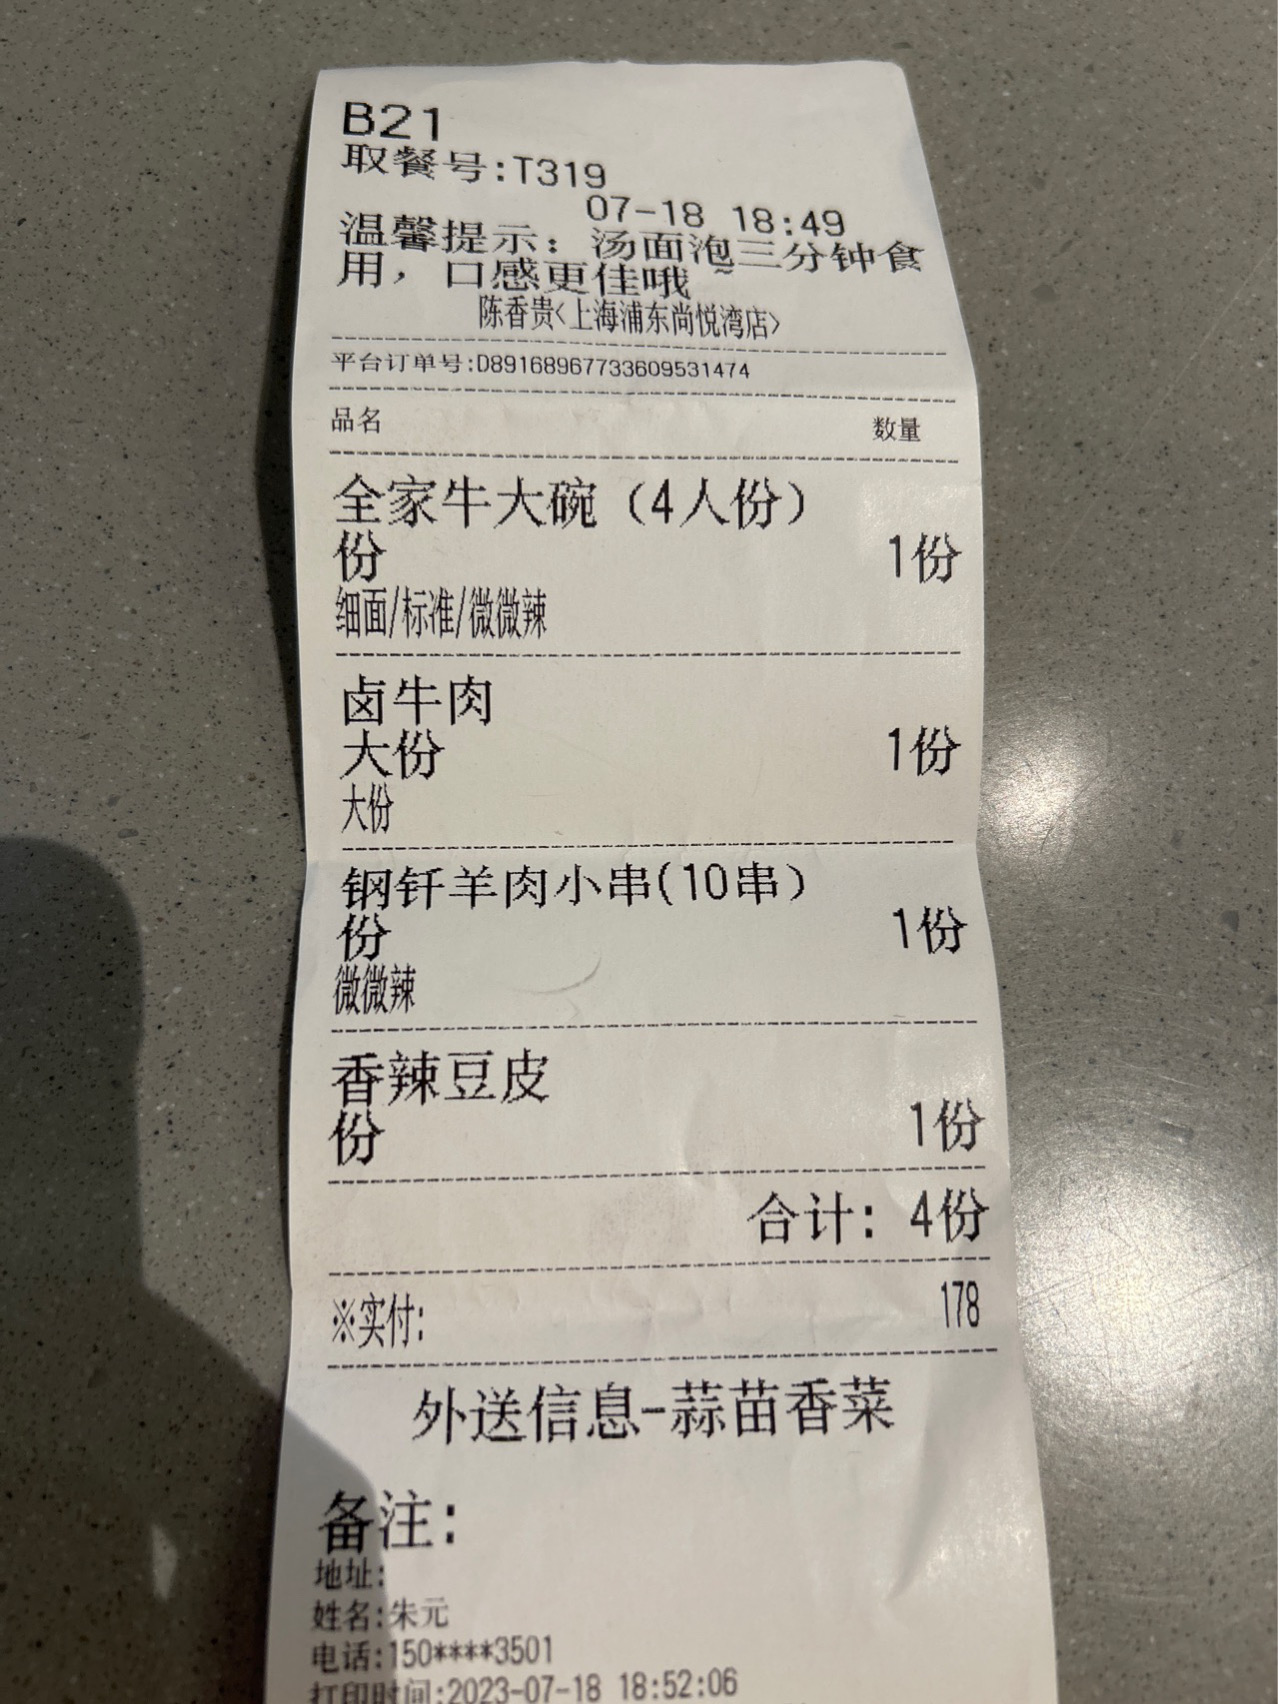 B21
取餐号:T319
07-18 18:49
温馨提示：汤面泡三分钟食
用，口感更佳哦~
陈香贵<上海浦东尚悦湾店>
平台订单号:D8916896773360953​1474
品名 数量
全家牛大碗（4人份）
份 1份
细面/标准/微微辣
卤牛肉
大份 1份
大份
钢钎羊肉小串(10串）
份 1份
微微辣
香辣豆皮
份 1份
合计: 4份
※实付: 178
外送信息-蒜苗香菜
备注:
地址:
姓名:朱元
电话:150****3501
打印时间:2023-07-18 18:52:06